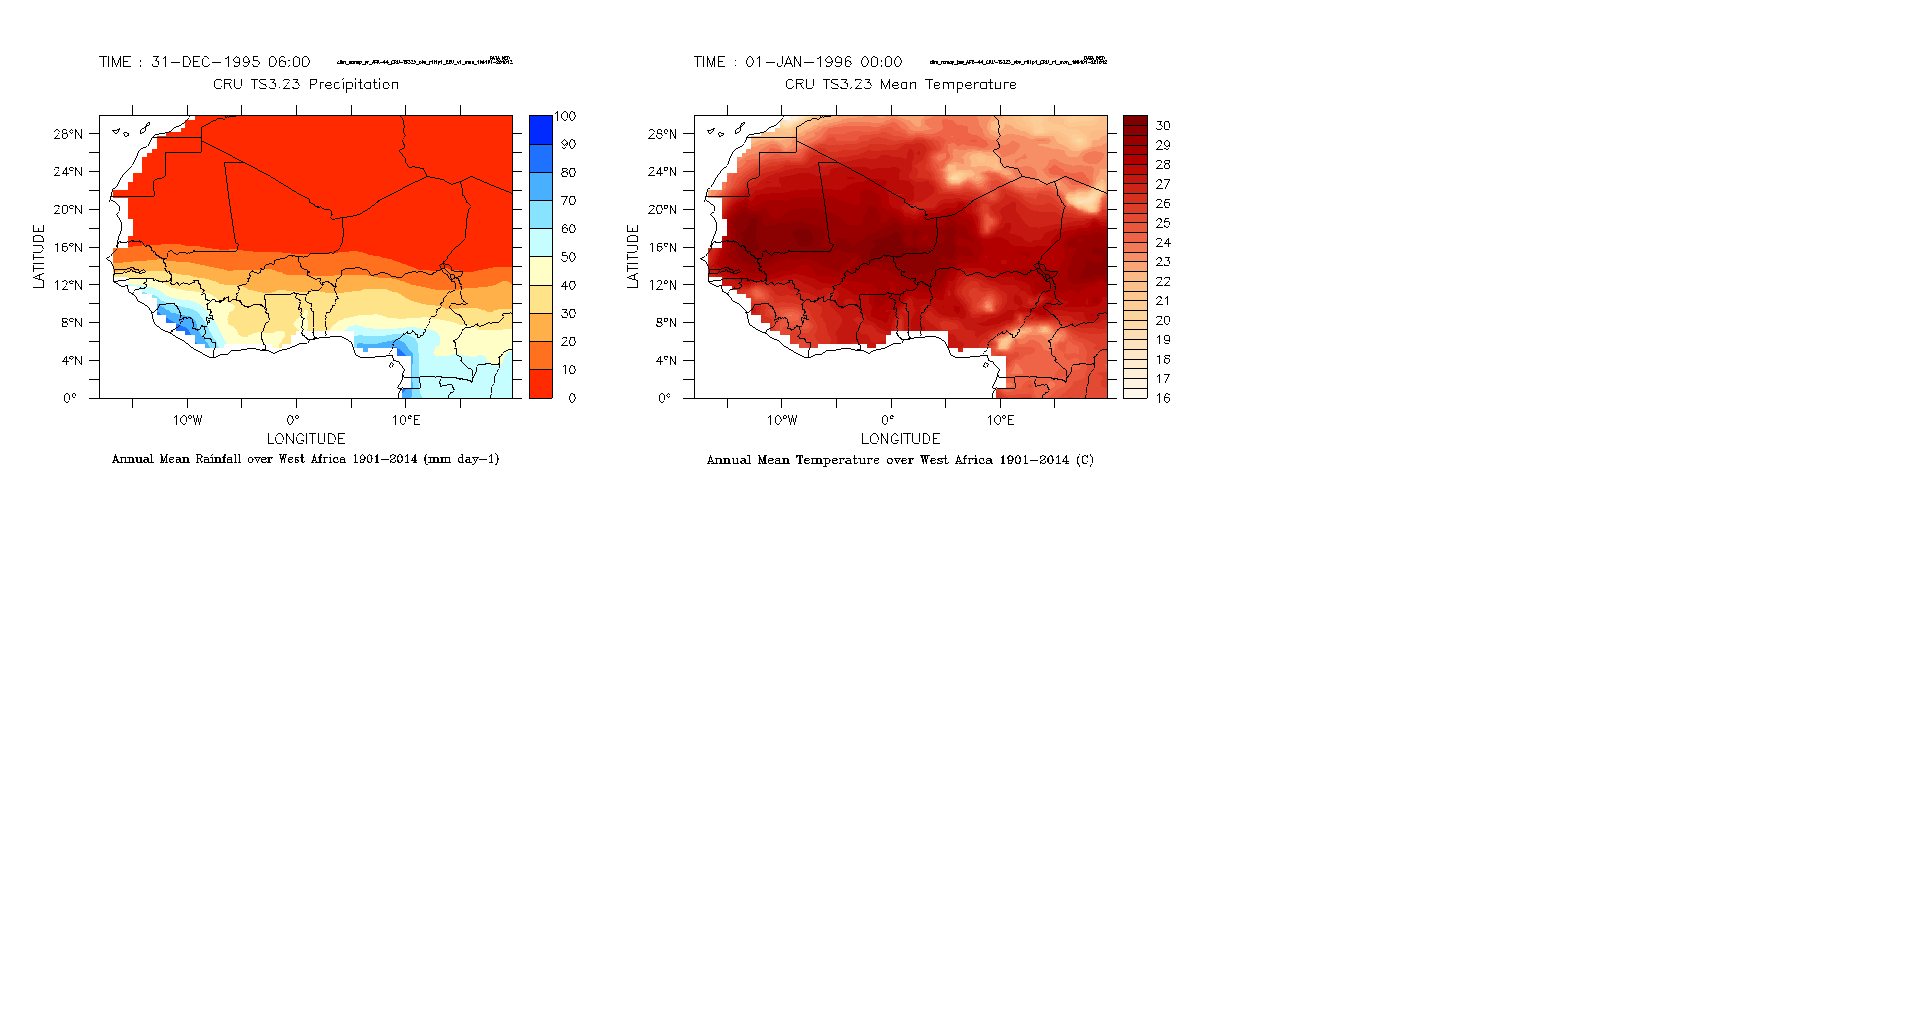 TIME : 31-DEC-1995 06:00
CRU TS3.23 Precipitation
28°N
24°N
20°N
16°N
12°N
8°N
4°N
0°
LATITUDE
10°W
0°
10°E
LONGITUDE
100
90
80
70
60
50
40
30
20
10
0
Annual Mean Rainfall over West Africa 1901-2014 (mm day-1)
TIME : 01-JAN-1996 00:00
CRU TS3.23 Mean Temperature
28°N
24°N
20°N
16°N
12°N
8°N
4°N
0°
LATITUDE
10°W
0°
10°E
LONGITUDE
30
29
28
27
26
25
24
23
22
21
20
19
18
17
16
Annual Mean Temperature over West Africa 1901-2014 (C)